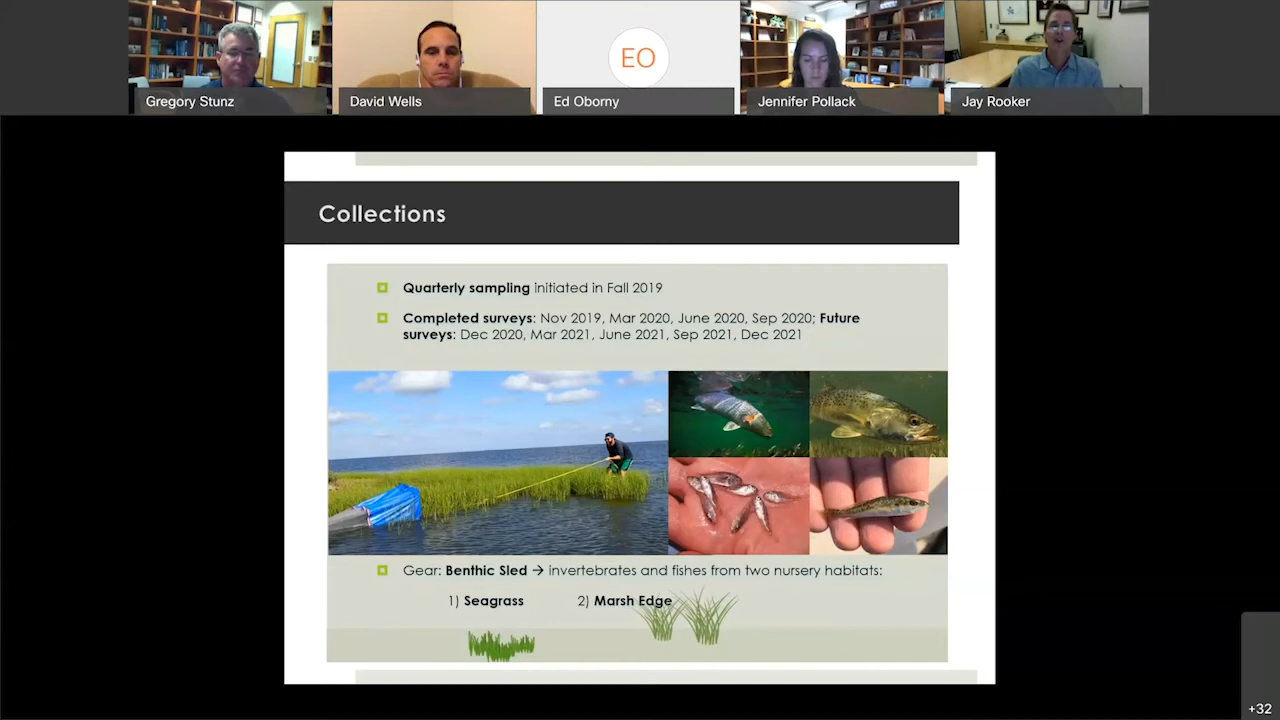 Gregory Stunz
David Wells
EO
Ed Oborny
Jennifer Pollack
Jay Rooker
Collections
Quarterly sampling initiated in Fall 2019
Completed surveys: Nov 2019, Mar 2020, June 2020, Sep 2020; Future
surveys: Dec 2020, Mar 2021, June 2021, Sep 2021, Dec 2021
Gear: Benthic Sled → invertebrates and fishes from two nursery habitats:
1) Seagrass 2) Marsh Edge
+32